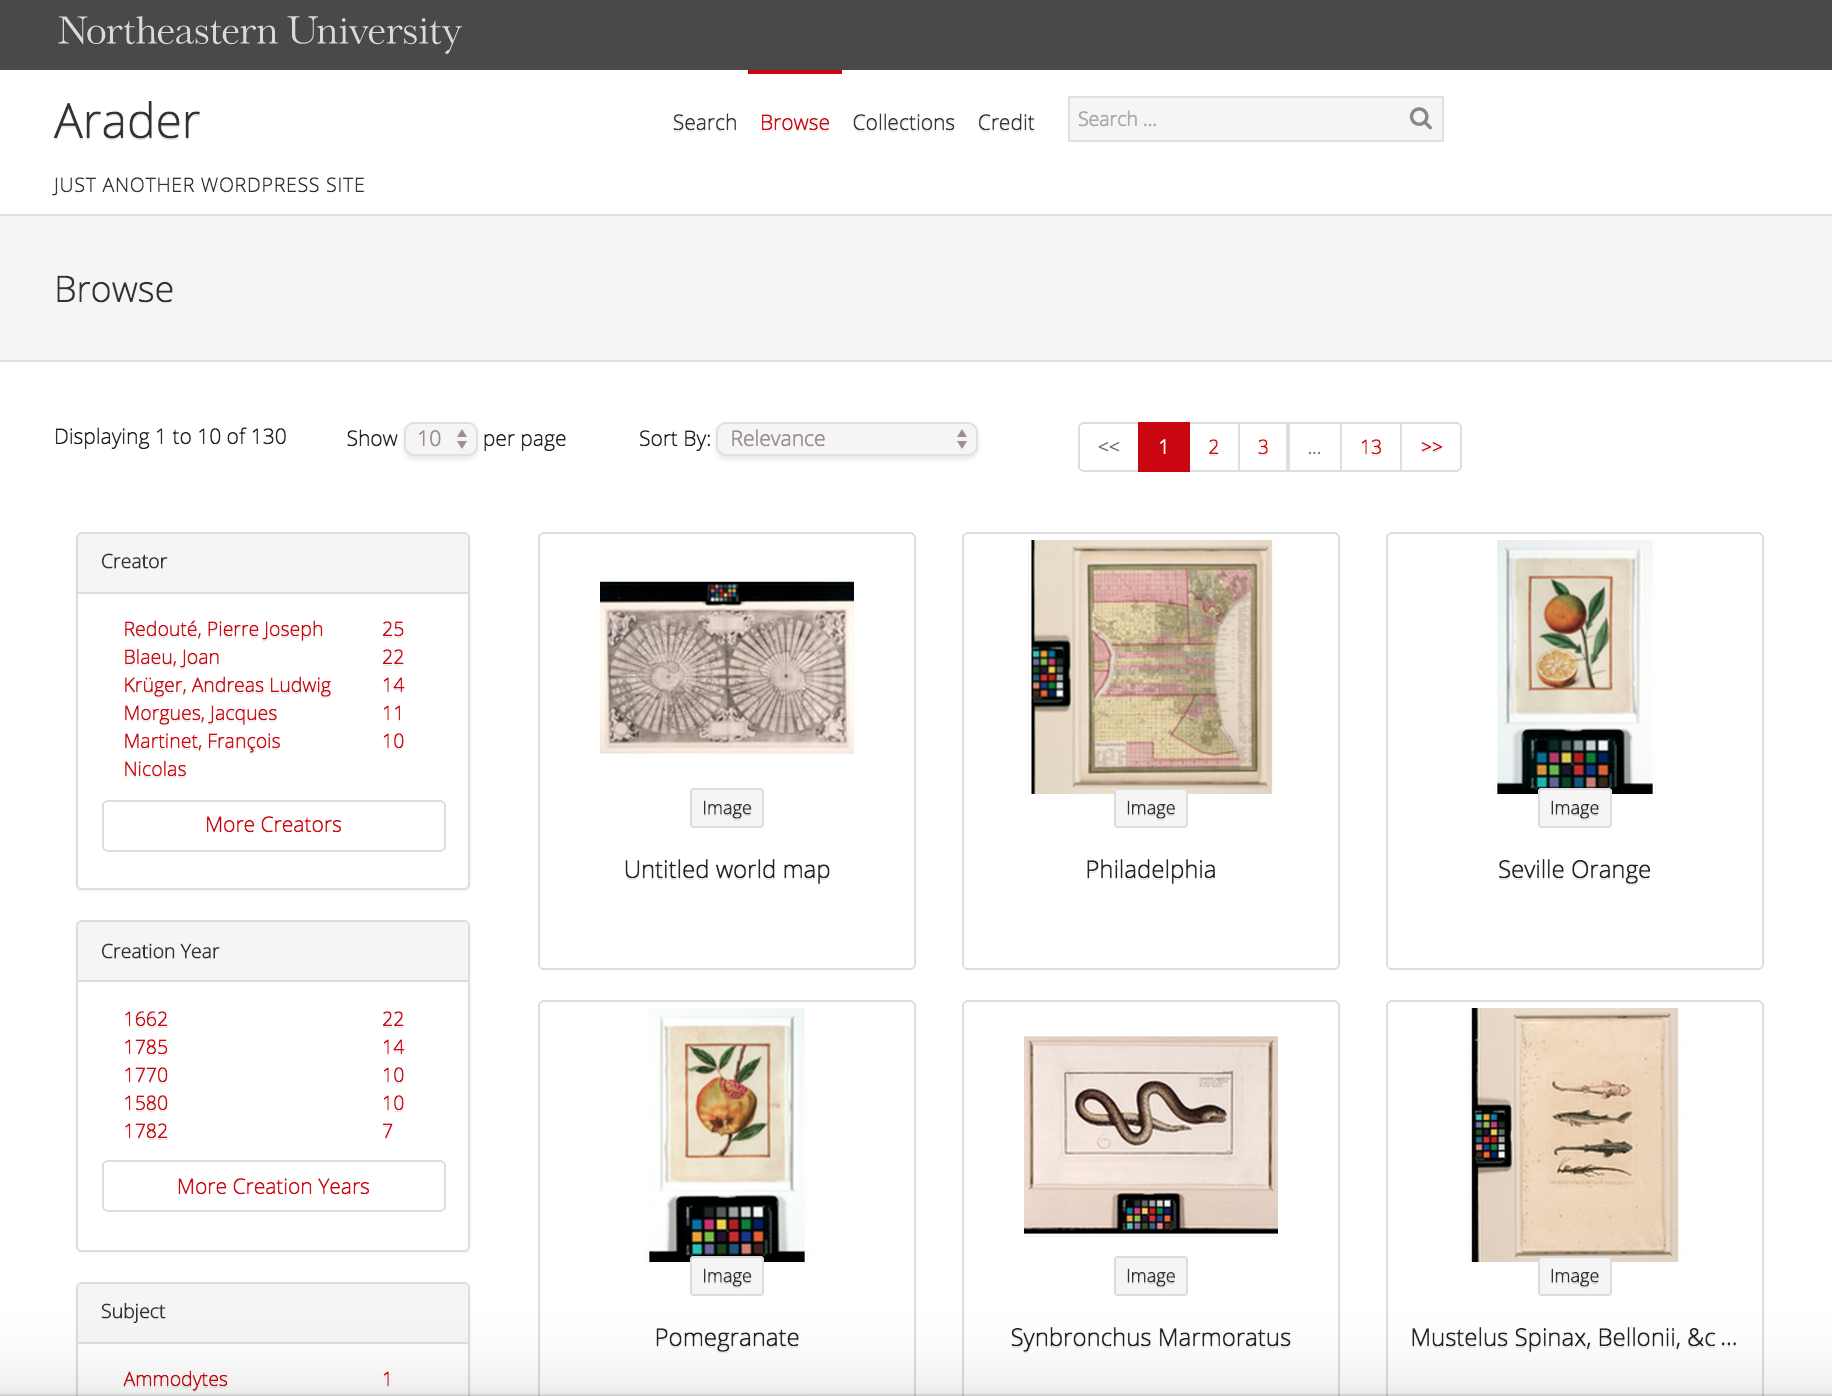 Northeastern University
Arader
Search Browse Collections Credit
Search ...
JUST ANOTHER WORDPRESS SITE
Browse
Displaying 1 to 10 of 130
Show 10 per page
Sort By: Relevance
<< 1 2 3 ... 13 >>
Creator
Redouté, Pierre Joseph 25
Blaeu, Joan 22
Krüger, Andreas Ludwig 14
Morgues, Jacques 11
Martinet, François 10
Nicolas
More Creators
Creation Year
1662 22
1785 14
1770 10
1580 10
1782 7
More Creation Years
Subject
Ammodytes 1
Image
Untitled world map
Image
Philadelphia
Image
Seville Orange
Image
Pomegranate
Image
Synbronchus Marmoratus
Image
Mustelus Spinax, Bellonii, &c ...